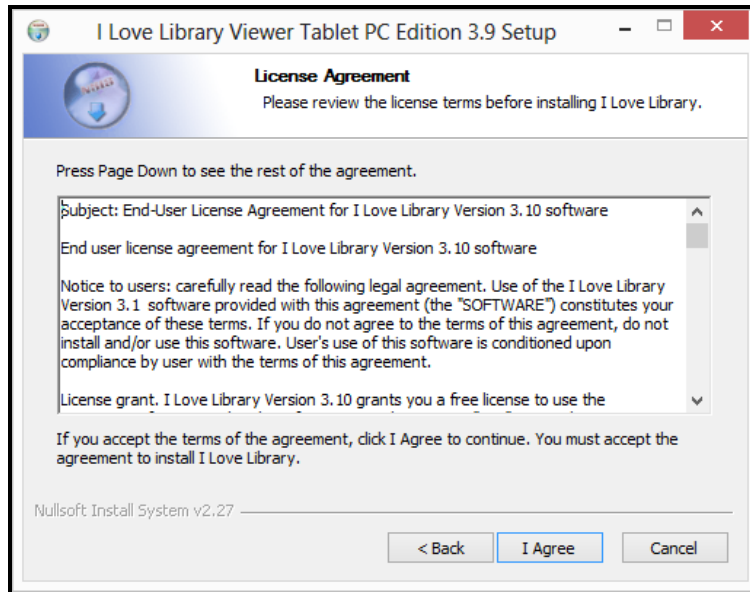 I Love Library Viewer Tablet PC Edition 3.9 Setup
License Agreement
Please review the license terms before installing I Love Library.
Press Page Down to see the rest of the agreement.
Subject: End-User License Agreement for I Love Library Version 3.10 software
End user license agreement for I Love Library Version 3.10 software
Notice to users: carefully read the following legal agreement. Use of the I Love Library
Version 3.1  software provided with this agreement (the "SOFTWARE") constitutes your
acceptance of these terms. If you do not agree to the terms of this agreement, do not
install and/or use this software. User's use of this software is conditioned upon
compliance by user with the terms of this agreement.
License grant. I Love Library Version 3.10 grants you a free license to use the
If you accept the terms of the agreement, click I Agree to continue. You must accept the
agreement to install I Love Library.
Nullsoft Install System v2.27
< Back
I Agree
Cancel